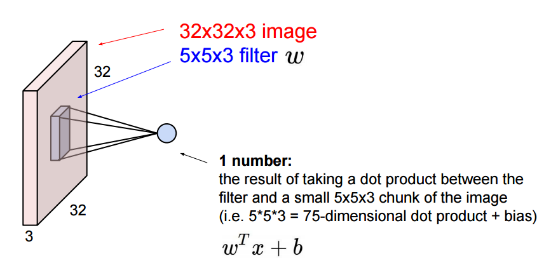 32x32x3 image
5x5x3 filter w
32
1 number:
the result of taking a dot product between the
filter and a small 5x5x3 chunk of the image
(i.e. 5*5*3 = 75-dimensional dot product + bias)
32
3
wᵀx + b